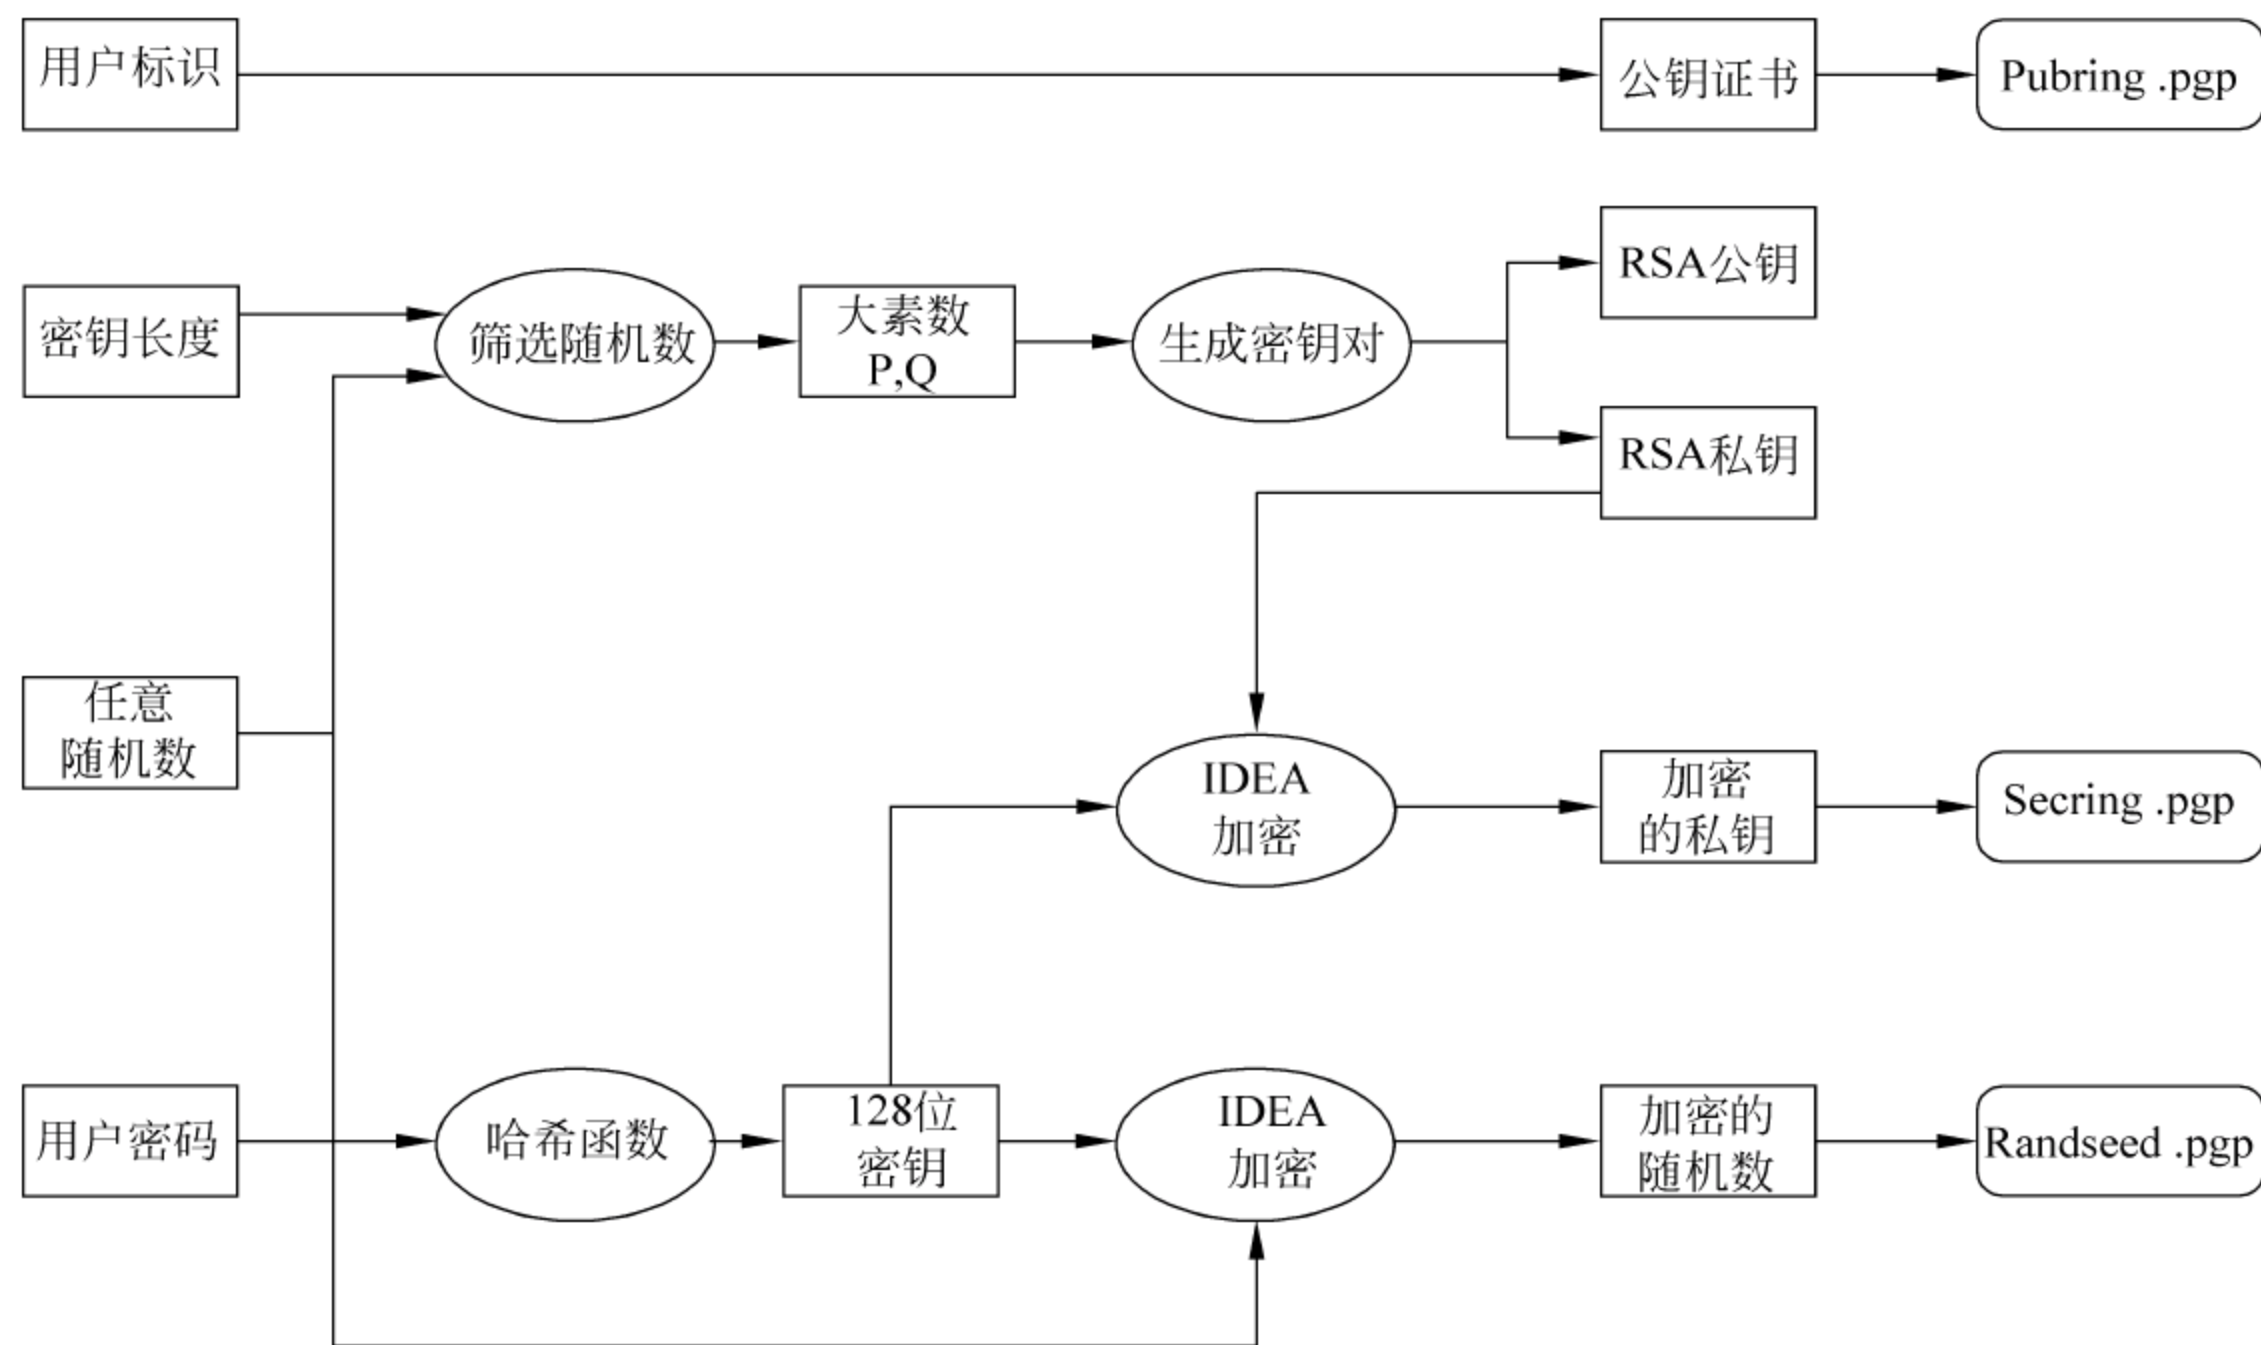 用户标识
公钥证书
Pubring .pgp
密钥长度
筛选随机数
大素数
P,Q
生成密钥对
RSA公钥
RSA私钥
任意
随机数
IDEA
加密
加密
的私钥
Secring .pgp
用户密码
哈希函数
128位
密钥
IDEA
加密
加密的
随机数
Randseed .pgp